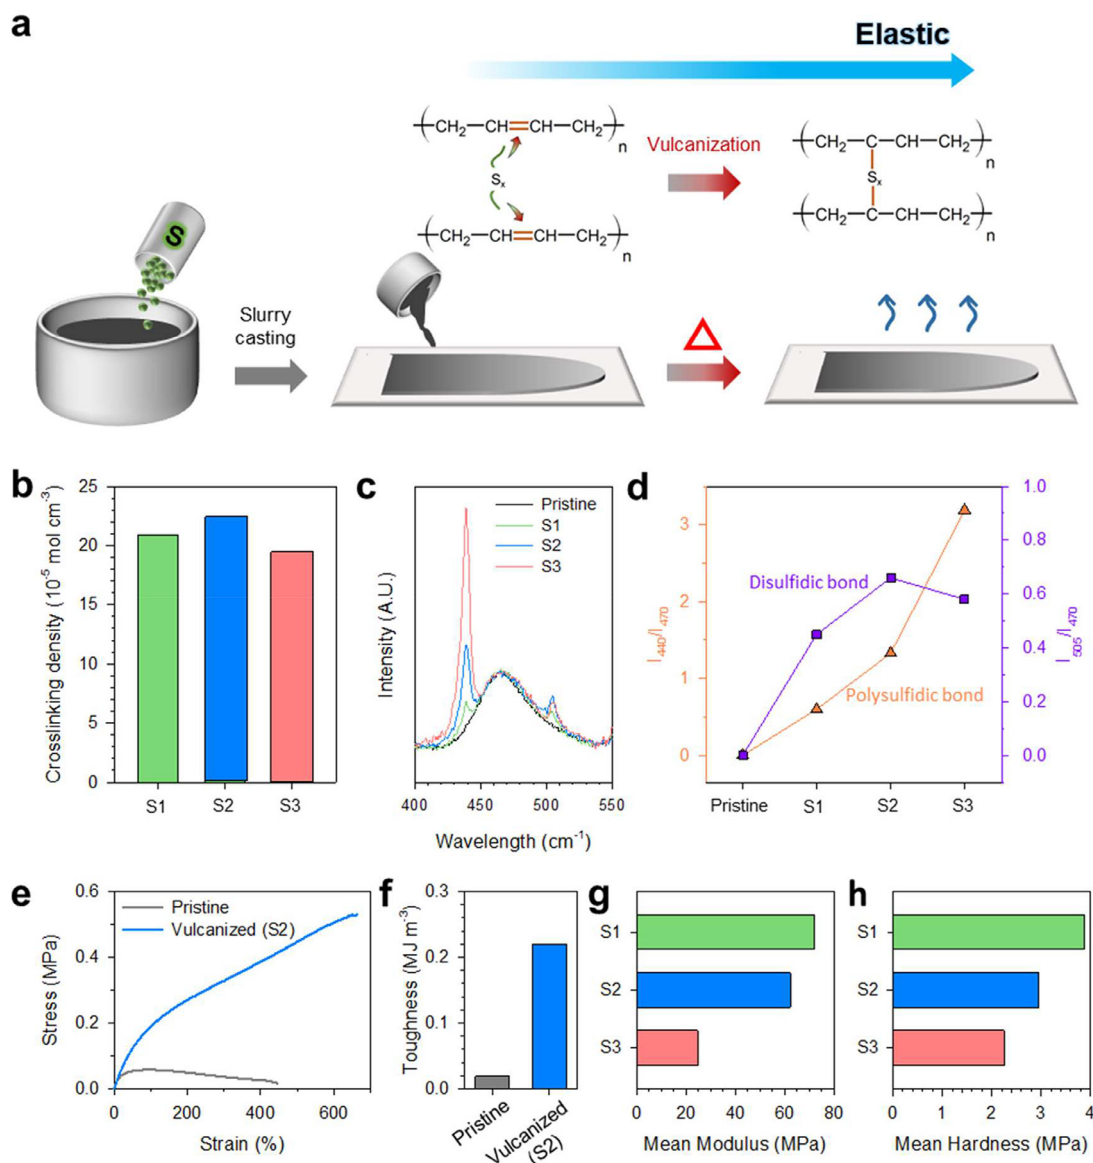 a
Elastic
(CH2—CH=CH—CH2)n
Sx
(CH2—CH=CH—CH2)n
Vulcanization
(CH2—C—CH—CH2)n
Sx
(CH2—C—CH—CH2)n
S
Slurry
casting
b
Crosslinking density (10-5 mol cm-3)
25
20
15
10
5
0
S1
S2
S3
c
Intensity (A.U.)
Pristine
S1
S2
S3
400
450
500
550
Wavelength (cm-1)
d
I440/I470
3
2
1
0
Disulfidic bond
Polysulfidic bond
Pristine
S1
S2
S3
1.0
0.8
0.6
0.4
0.2
0.0
I505/I470
e
Stress (MPa)
0.6
0.4
0.2
0.0
Pristine
Vulcanized (S2)
0
200
400
600
Strain (%)
f
Toughness (MJ m-3)
0.3
0.2
0.1
0.0
Pristine
Vulcanized
(S2)
g
S1
S2
S3
0
20
40
60
80
Mean Modulus (MPa)
h
S1
S2
S3
0
1
2
3
4
Mean Hardness (MPa)